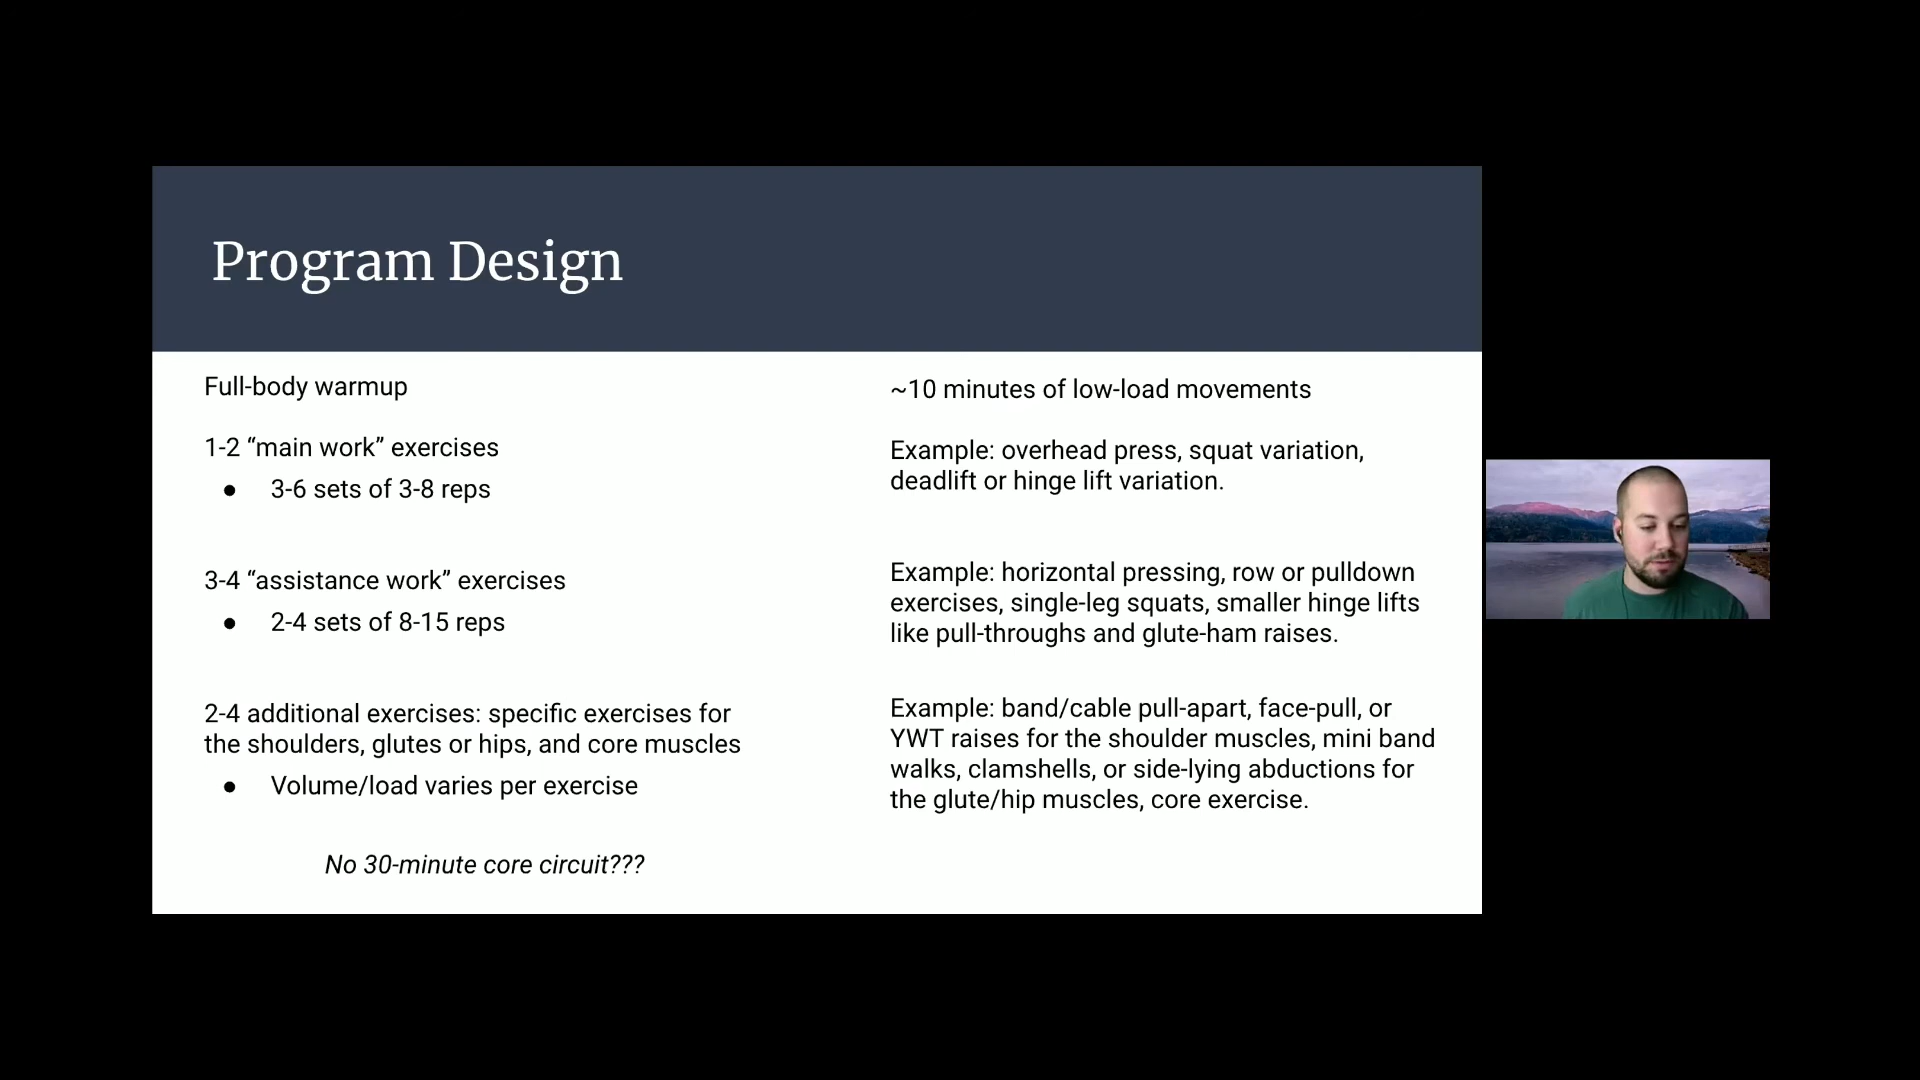 Program Design
Full-body warmup
~10 minutes of low-load movements
1-2 “main work” exercises
● 3-6 sets of 3-8 reps
Example: overhead press, squat variation,
deadlift or hinge lift variation.
3-4 “assistance work” exercises
● 2-4 sets of 8-15 reps
Example: horizontal pressing, row or pulldown
exercises, single-leg squats, smaller hinge lifts
like pull-throughs and glute-ham raises.
2-4 additional exercises: specific exercises for
the shoulders, glutes or hips, and core muscles
● Volume/load varies per exercise
Example: band/cable pull-apart, face-pull, or
YWT raises for the shoulder muscles, mini band
walks, clamshells, or side-lying abductions for
the glute/hip muscles, core exercise.
No 30-minute core circuit???